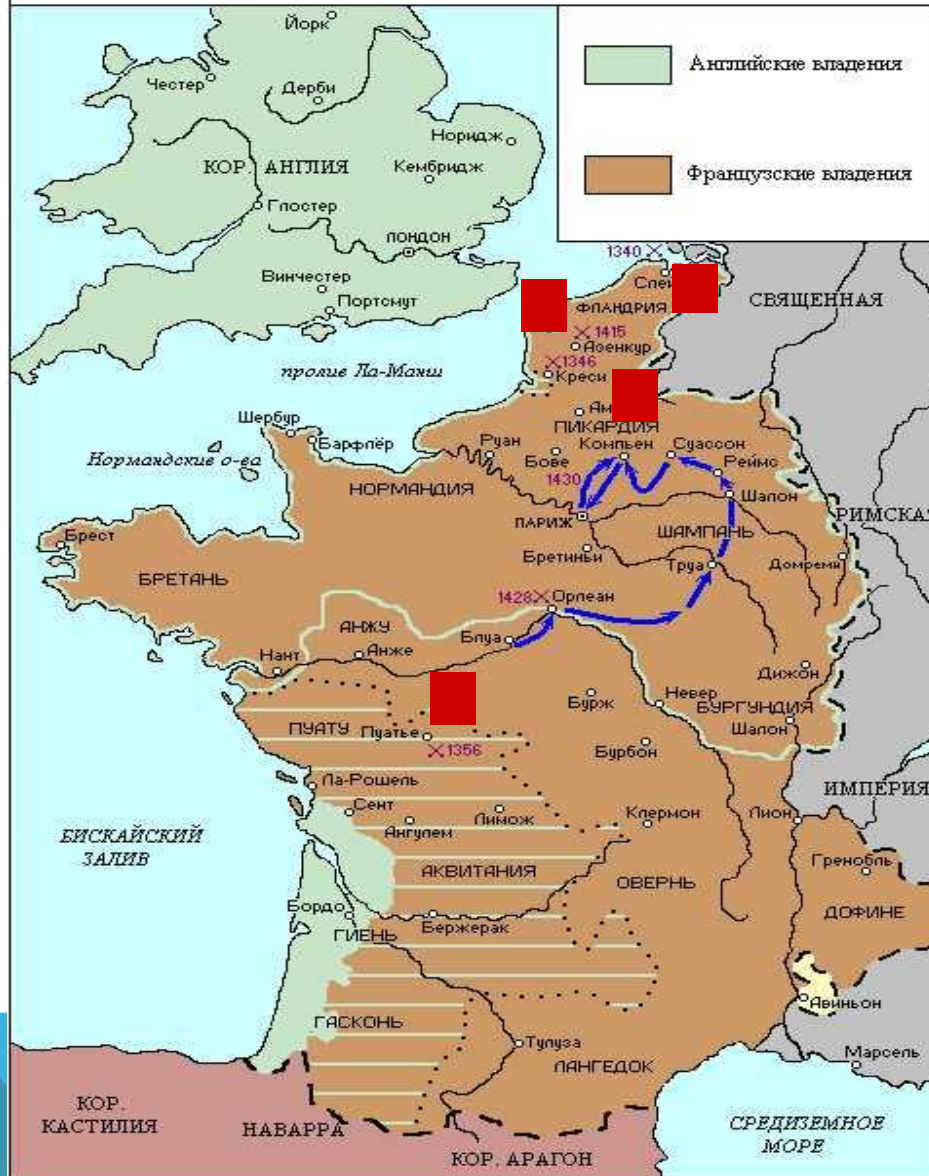 Йорк
Честер
Дерби
Норидж
КОР. АНГЛИЯ
Кембридж
Глостер
ЛОНДОН
Винчестер
Портсмут
Английские владения
Французские владения
1340
ФЛАНДРИЯ
СВЯЩЕННАЯ
1415
Азенкур
1346
Креси
пролив Ла-Манш
Шербур
Барфлёр
Нормандские о-ва
Руан
ПИКАРДИЯ
Бове
Компьен
Суассон
Реймс
1430
НОРМАНДИЯ
Шалон
ПАРИЖ
ШАМПАНЬ
РИМСКА
Брест
Бретиньи
Труа
Домреми
БРЕТАНЬ
1428
Орлеан
АНЖУ
Блуа
Нант
Анже
Дижон
Бурж
Невер
БУРГУНДИЯ
ПУАТУ
Пуатье
1356
Шалон
Бурбон
Ла-Рошель
ИМПЕРИЯ
Сент
Ангулем
Лимож
Клермон
Лион
БИСКАЙСКИЙ
ЗАЛИВ
АКВИТАНИЯ
ОВЕРНЬ
Гренобль
ДОФИНЕ
Бордо
ГИЕНЬ
Бержерак
Авиньон
ГАСКОНЬ
Тулуза
ЛАНГЕДОК
Марсель
КОР.
КАСТИЛИЯ
НАВАРРА
КОР. АРАГОН
СРЕДИЗЕМНОЕ
МОРЕ